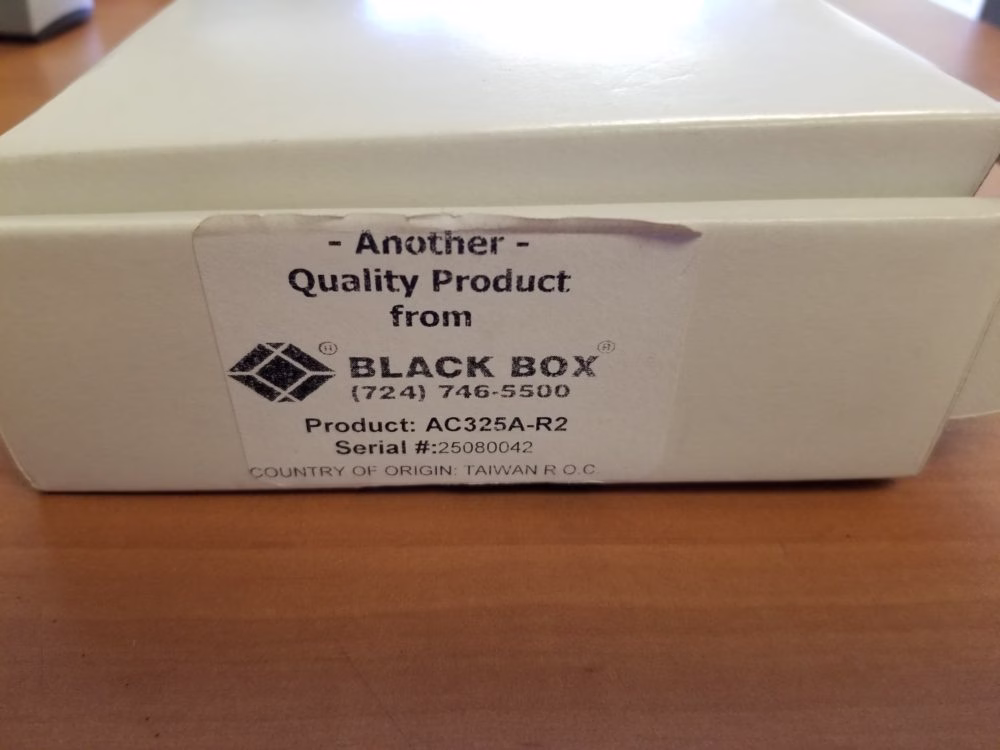 - Another -
Quality Product
from
® BLACK BOX ®
(724) 746-5500
Product: AC325A-R2
Serial #:25080042
COUNTRY OF ORIGIN: TAIWAN R.O.C.